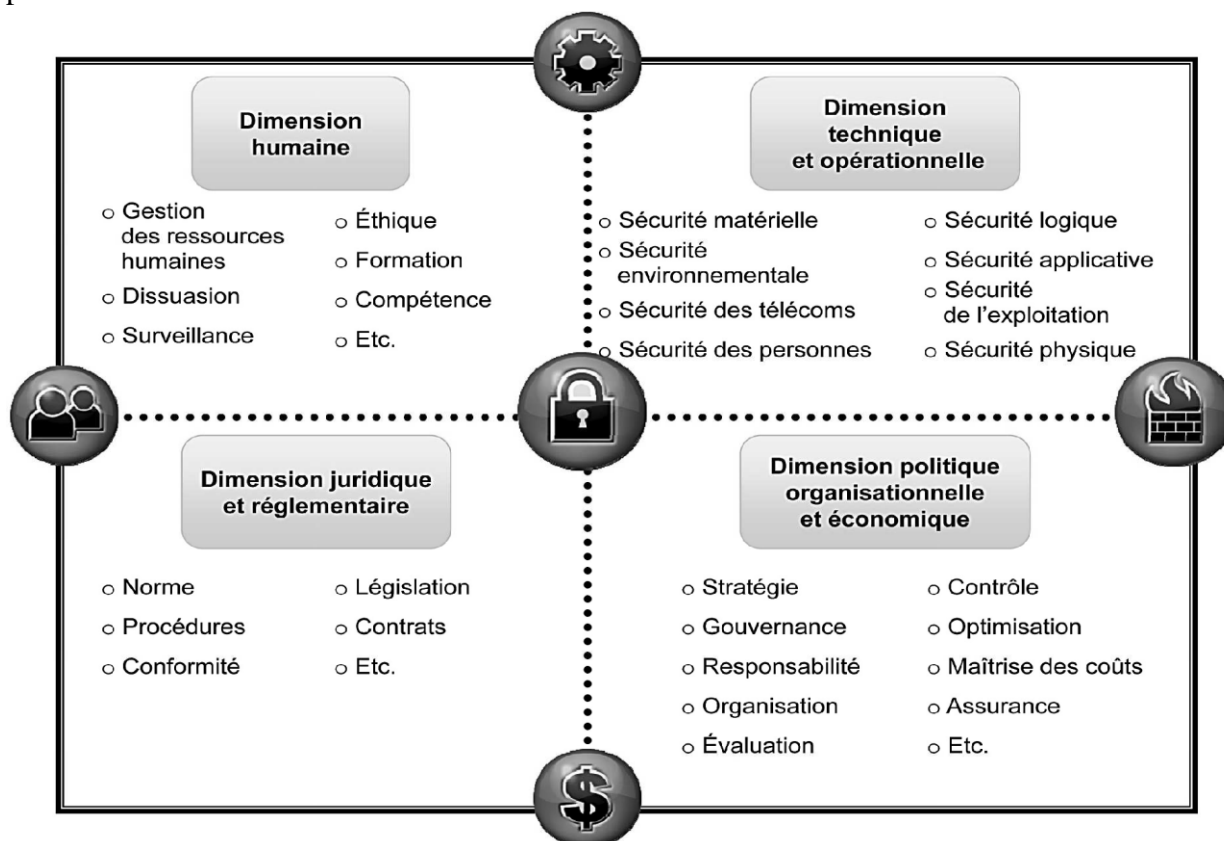 Dimension
humaine
o Gestion
des ressources
humaines
o Dissuasion
o Surveillance
o Éthique
o Formation
o Compétence
o Etc.
Dimension
technique
et opérationnelle
o Sécurité matérielle
o Sécurité
environnementale
o Sécurité des télécoms
o Sécurité des personnes
o Sécurité logique
o Sécurité applicative
o Sécurité
de l'exploitation
o Sécurité physique
Dimension juridique
et réglementaire
o Norme
o Procédures
o Conformité
o Législation
o Contrats
o Etc.
Dimension politique
organisationnelle
et économique
o Stratégie
o Gouvernance
o Responsabilité
o Organisation
o Évaluation
o Contrôle
o Optimisation
o Maîtrise des coûts
o Assurance
o Etc.
$